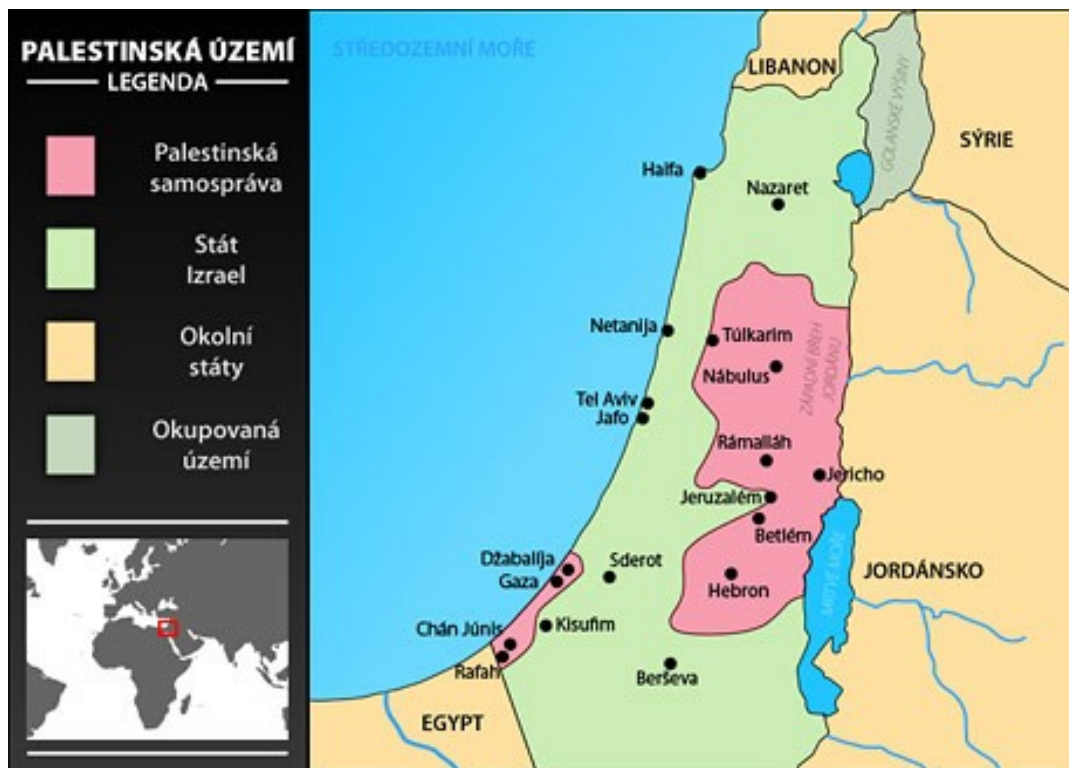 PALESTINSKÁ ÚZEMÍ
LEGENDA
Palestinská
samospráva
Stát
Izrael
Okolní
státy
Okupovaná
území
STŘEDOZEMNÍ MOŘE
LIBANON
GOLANSKÉ VÝŠINY
SÝRIE
Haifa
Nazaret
Netanija
Túlkarim
Nábulus
ZÁPADNÍ BŘEH
JORDÁNU
Tel Aviv
Jafo
Rámalláh
Jericho
Jeruzalém
Betlém
Džabalíja
Gaza
Sderot
Hebron
MRTVÉ MOŘE
JORDÁNSKO
Chán Júnis
Kisufim
Rafah
Berševa
EGYPT